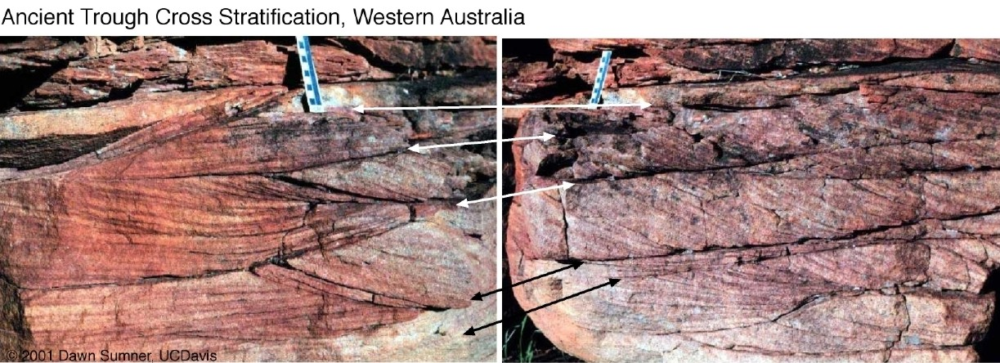 Ancient Trough Cross Stratification, Western Australia
© 2001 Dawn Sumner, UCDavis